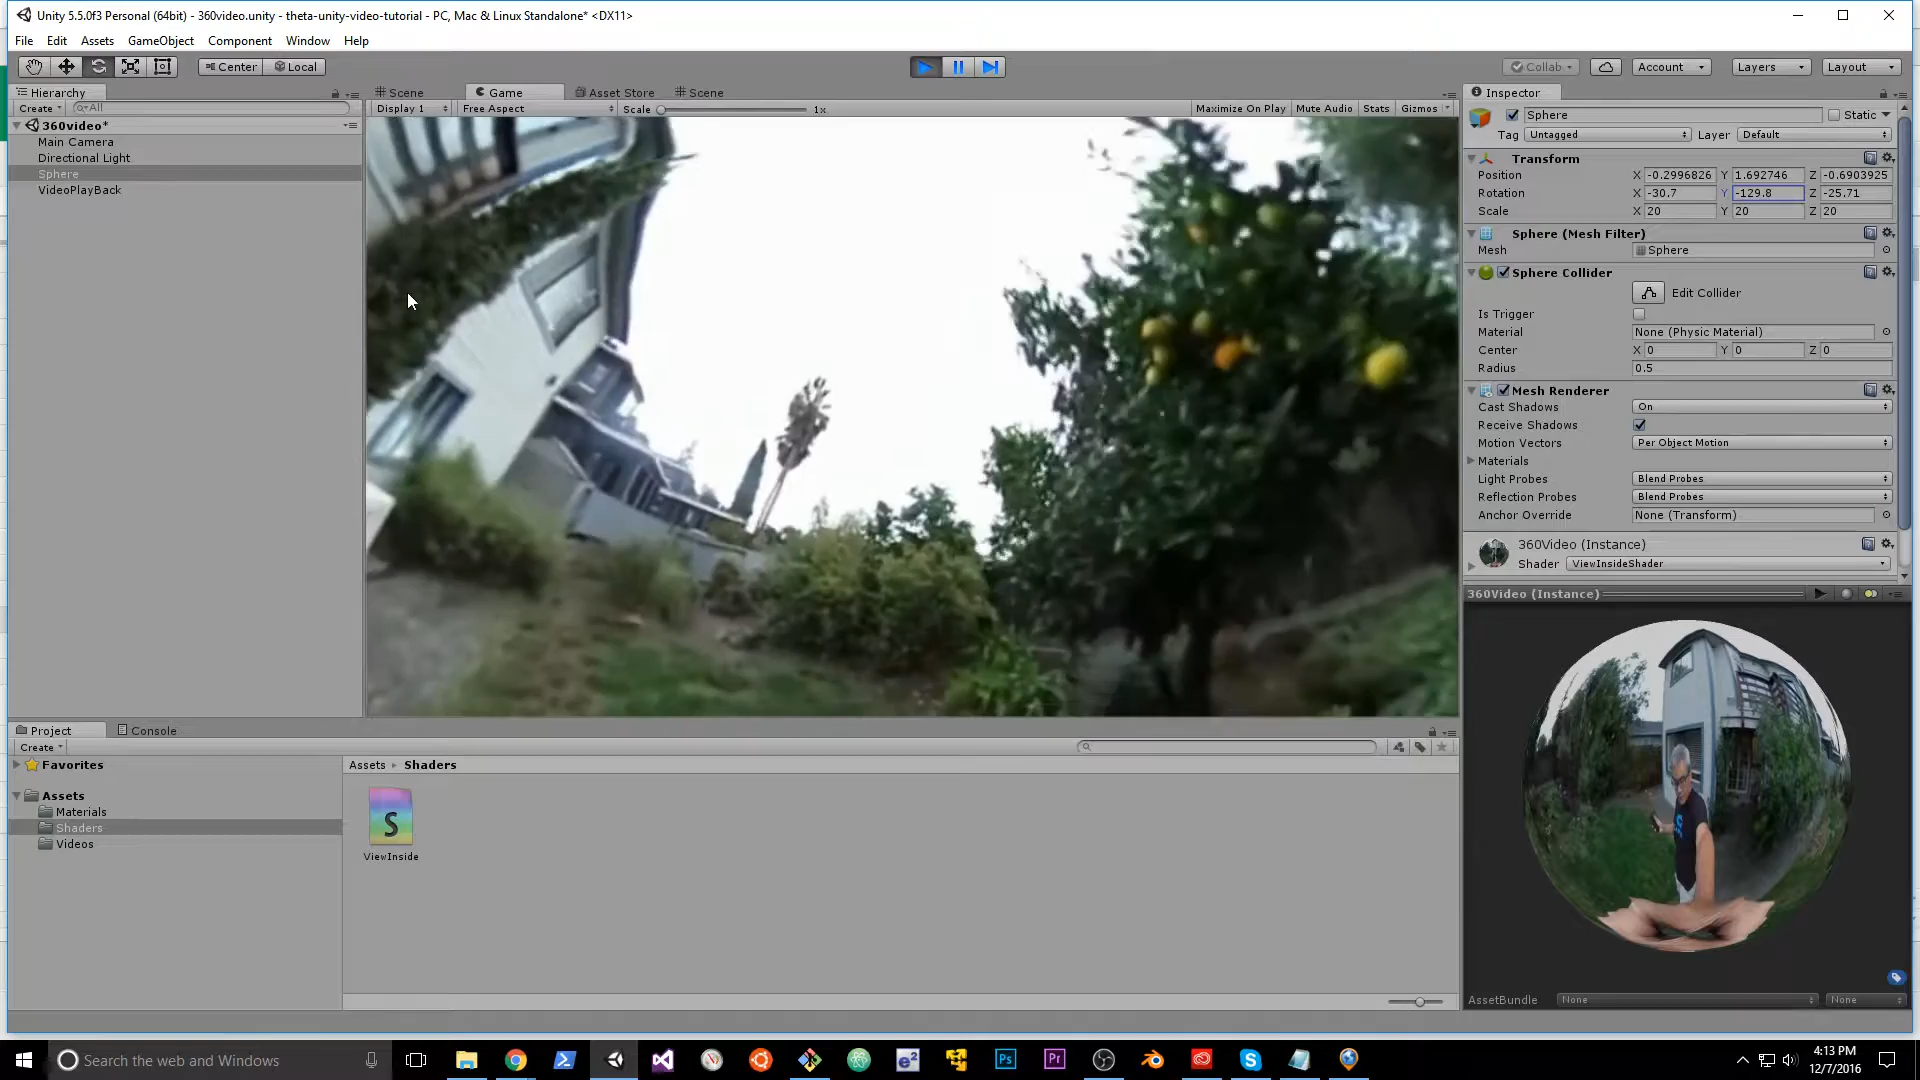 Unity 5.5.0f3 Personal (64bit) - 360video.unity - theta-unity-video-tutorial - PC, Mac & Linux Standalone* <DX11>
File Edit Assets GameObject Component Window Help
Center Local
Collab Account Layers Layout
Hierarchy
Scene Game Asset Store Scene
Inspector
Create All
Display 1 Free Aspect Scale 1x Maximize On Play Mute Audio Stats Gizmos
Sphere Static
360video*
Tag Untagged Layer Default
Main Camera
Directional Light
Transform
Sphere
Position X -0.2996826 Y 1.692746 Z -0.6903925
VideoPlayBack
Rotation X -30.7 Y -129.8 Z -25.71
Scale X 20 Y 20 Z 20
Sphere (Mesh Filter)
Mesh Sphere
Sphere Collider
Edit Collider
Is Trigger
Material None (Physic Material)
Center X 0 Y 0 Z 0
Radius 0.5
Mesh Renderer
Cast Shadows On
Receive Shadows
Motion Vectors Per Object Motion
Materials
Light Probes Blend Probes
Reflection Probes Blend Probes
Anchor Override None (Transform)
360Video (Instance)
Shader ViewInsideShader
360Video (Instance)
Project Console
Create
Favorites
Assets ▸ Shaders
Assets
Materials
Shaders
Videos
S
ViewInside
AssetBundle None None
Search the web and Windows
e²
Ps
Pr
4:13 PM
12/7/2016